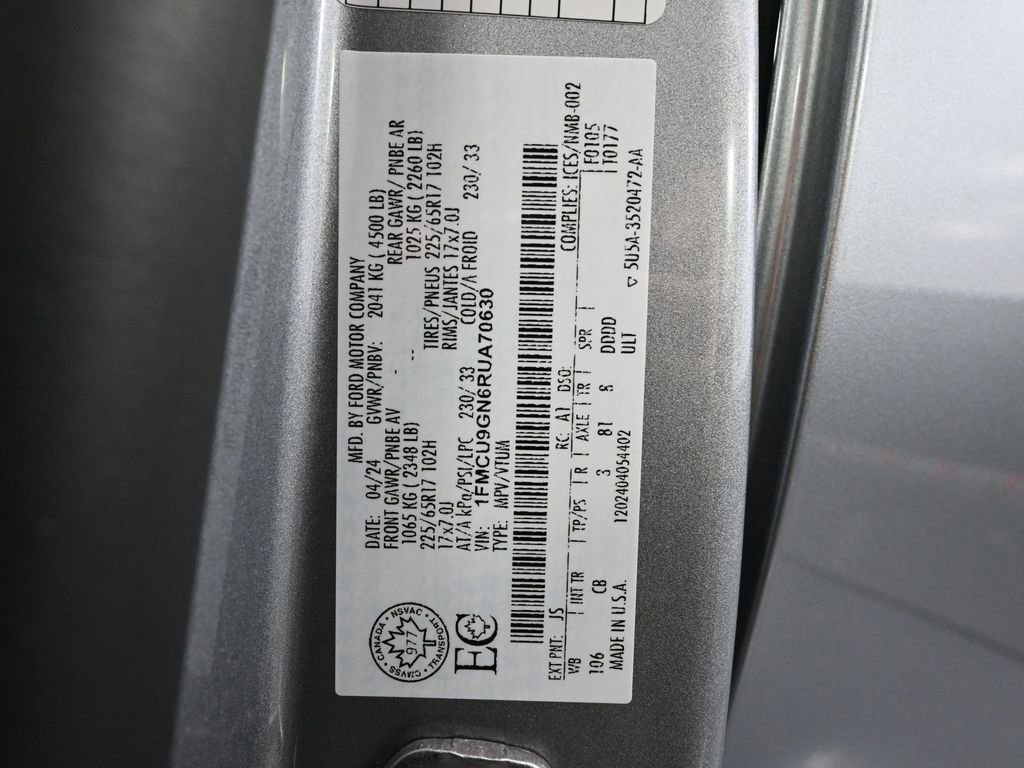 MFD. BY FORD MOTOR COMPANY
DATE: 04/24 GVWR/PNBV: 2041 KG ( 4500 LB)
FRONT GAWR/PNBE AV REAR GAWR/ PNBE AR
1065 KG ( 2348 LB) - -- 1025 KG ( 2260 LB)
225/65R17 102H TIRES/PNEUS 225/65R17 102H
17x7.0J RIMS/JANTES 17x7.0J
AT/A kPa/PSI/LPC 230/ 33 COLD/A FROID 230/ 33
VIN: 1FMCU9GN6RUA70630
TYPE: MPV/VTUM
CANADA • NSVAC • TRANSPORT • CMVSS •
977
EC
COMPLIES: ICES/NMB-002
EXT PNT: JS RC: A1 DSO: F0105
WB INT TR TP/PS R AXLE TR SPR T0177
106 CB 3 81 8 DDDD
ULT
MADE IN U.S.A. 1202404054402 ▽ 5U5A-3520472-AA